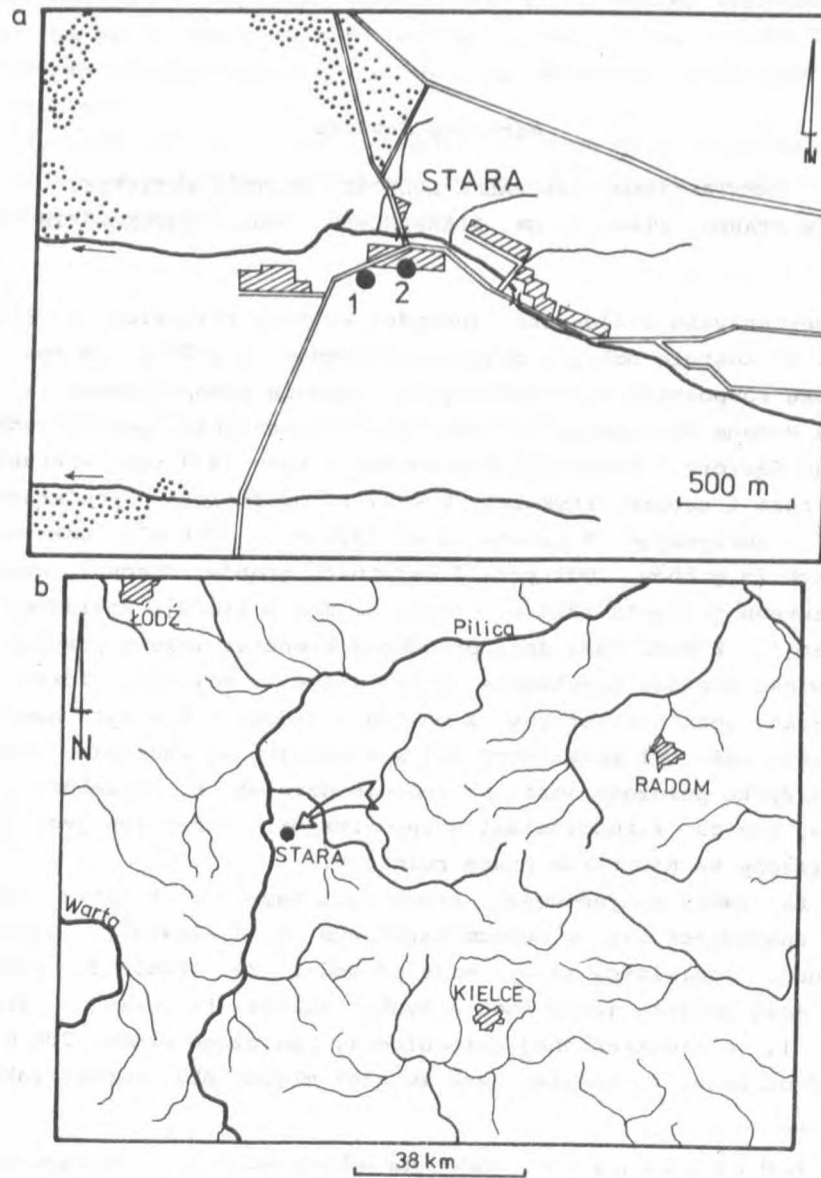 a
N
STARA
1 2
500 m
b
ŁÓDŹ
Pilica
N
RADOM
STARA
Warta
KIELCE
38 km